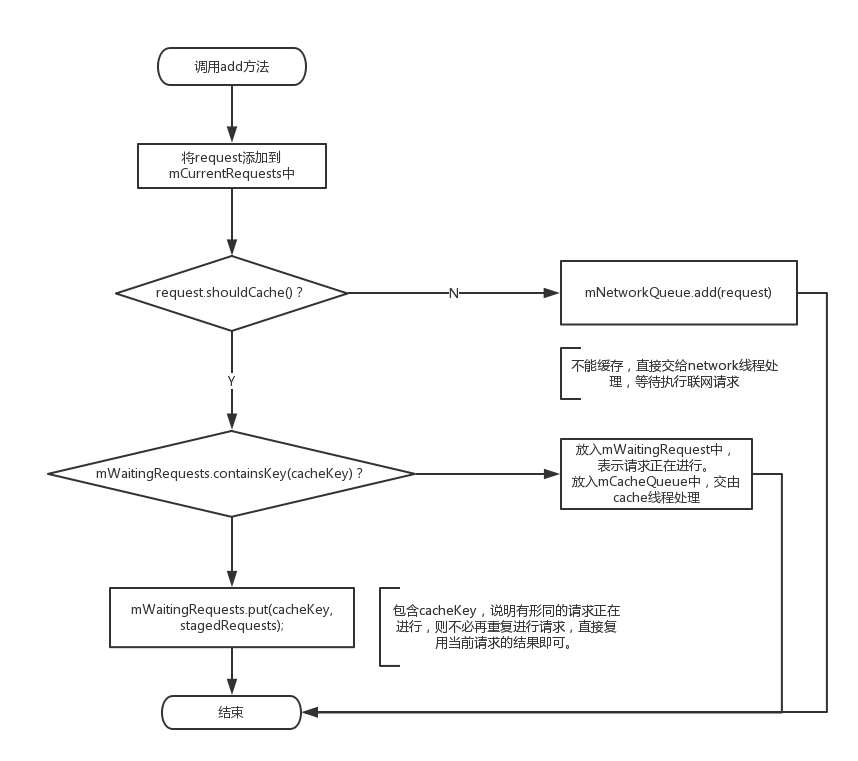 调用add方法
将request添加到
mCurrentRequests中
request.shouldCache()？
N
mNetworkQueue.add(request)
不能缓存，直接交给network线程处
理，等待执行联网请求
Y
mWaitingRequests.containsKey(cacheKey)？
放入mWaitingRequest中，
表示请求正在进行。
放入mCacheQueue中，交由
cache线程处理
mWaitingRequests.put(cacheKey,
stagedRequests);
包含cacheKey，说明有形同的请求正在
进行，则不必再重复进行请求，直接复
用当前请求的结果即可。
结束